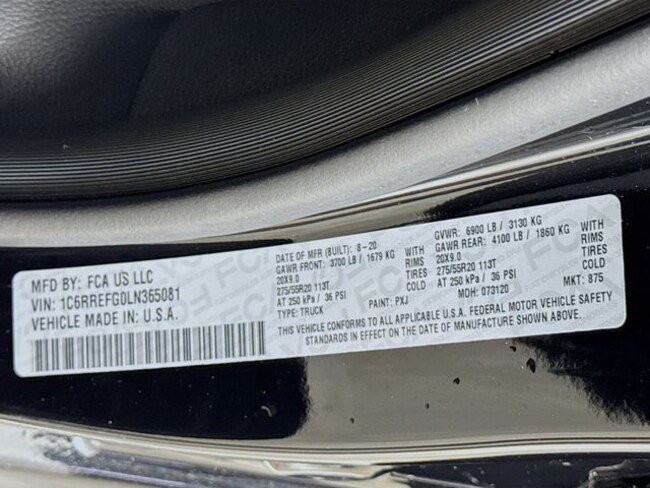 MFD BY: FCA US LLC
VIN: 1C6RREFG0LN365081
VEHICLE MADE IN: U.S.A.
DATE OF MFR (BUILT): 8-20 GVWR: 6900 LB / 3130 KG
GAWR FRONT: 3700 LB / 1679 KG WITH GAWR REAR: 4100 LB / 1860 KG WITH
20X9.0 RIMS 20X9.0 RIMS
275/55R20 113T TIRES 275/55R20 113T TIRES
AT 250 kPa / 36 PSI COLD AT 250 kPa / 36 PSI COLD
TYPE: TRUCK PAINT: PXJ MDH: 073120 MKT: 875
THIS VEHICLE CONFORMS TO ALL APPLICABLE U.S.A. FEDERAL MOTOR VEHICLE SAFETY
STANDARDS IN EFFECT ON THE DATE OF MANUFACTURE SHOWN ABOVE.